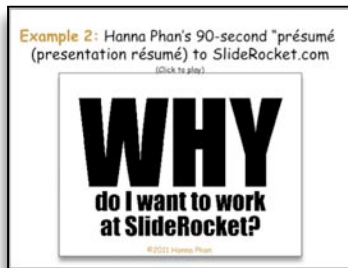 Example 2: Hanna Phan's 90-second "présumé
(presentation résumé) to SlideRocket.com
(Click to play)
WHY
do I want to work
at SlideRocket?
©2011 Hanna Phan